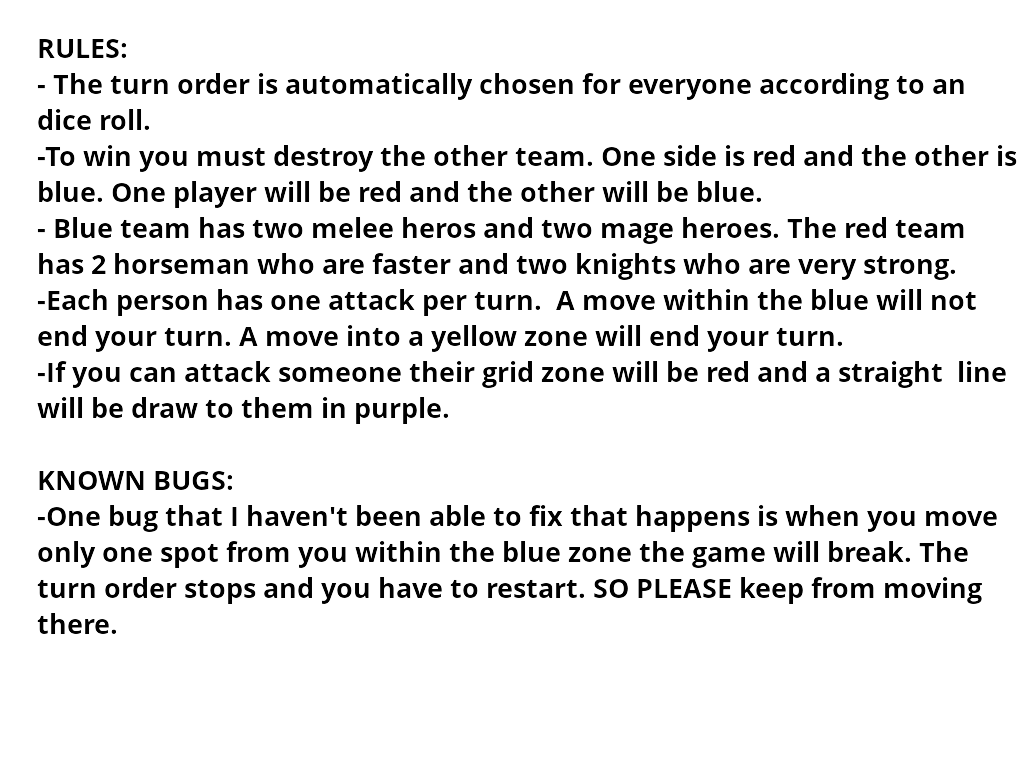 RULES:
- The turn order is automatically chosen for everyone according to an
dice roll.
-To win you must destroy the other team. One side is red and the other is
blue. One player will be red and the other will be blue.
- Blue team has two melee heros and two mage heroes. The red team
has 2 horseman who are faster and two knights who are very strong.
-Each person has one attack per turn.  A move within the blue will not
end your turn. A move into a yellow zone will end your turn.
-If you can attack someone their grid zone will be red and a straight  line
will be draw to them in purple.

KNOWN BUGS:
-One bug that I haven't been able to fix that happens is when you move
only one spot from you within the blue zone the game will break. The
turn order stops and you have to restart. SO PLEASE keep from moving
there.